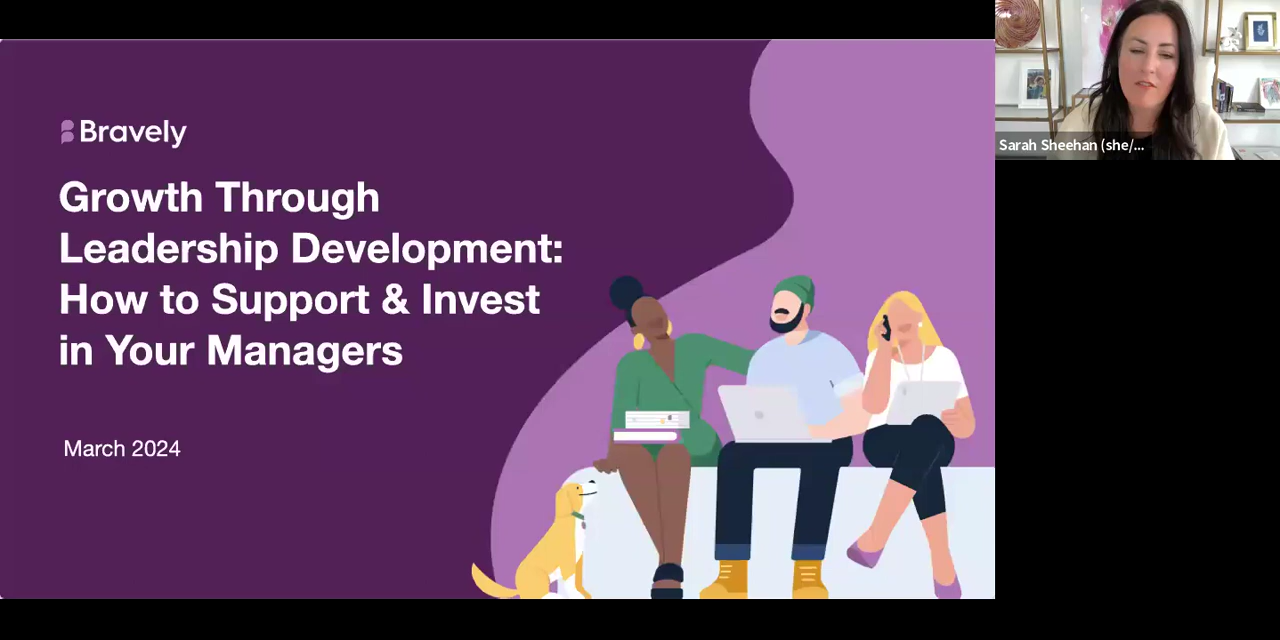 Bravely
Growth Through
Leadership Development:
How to Support & Invest
in Your Managers
March 2024
Sarah Sheehan (she/...